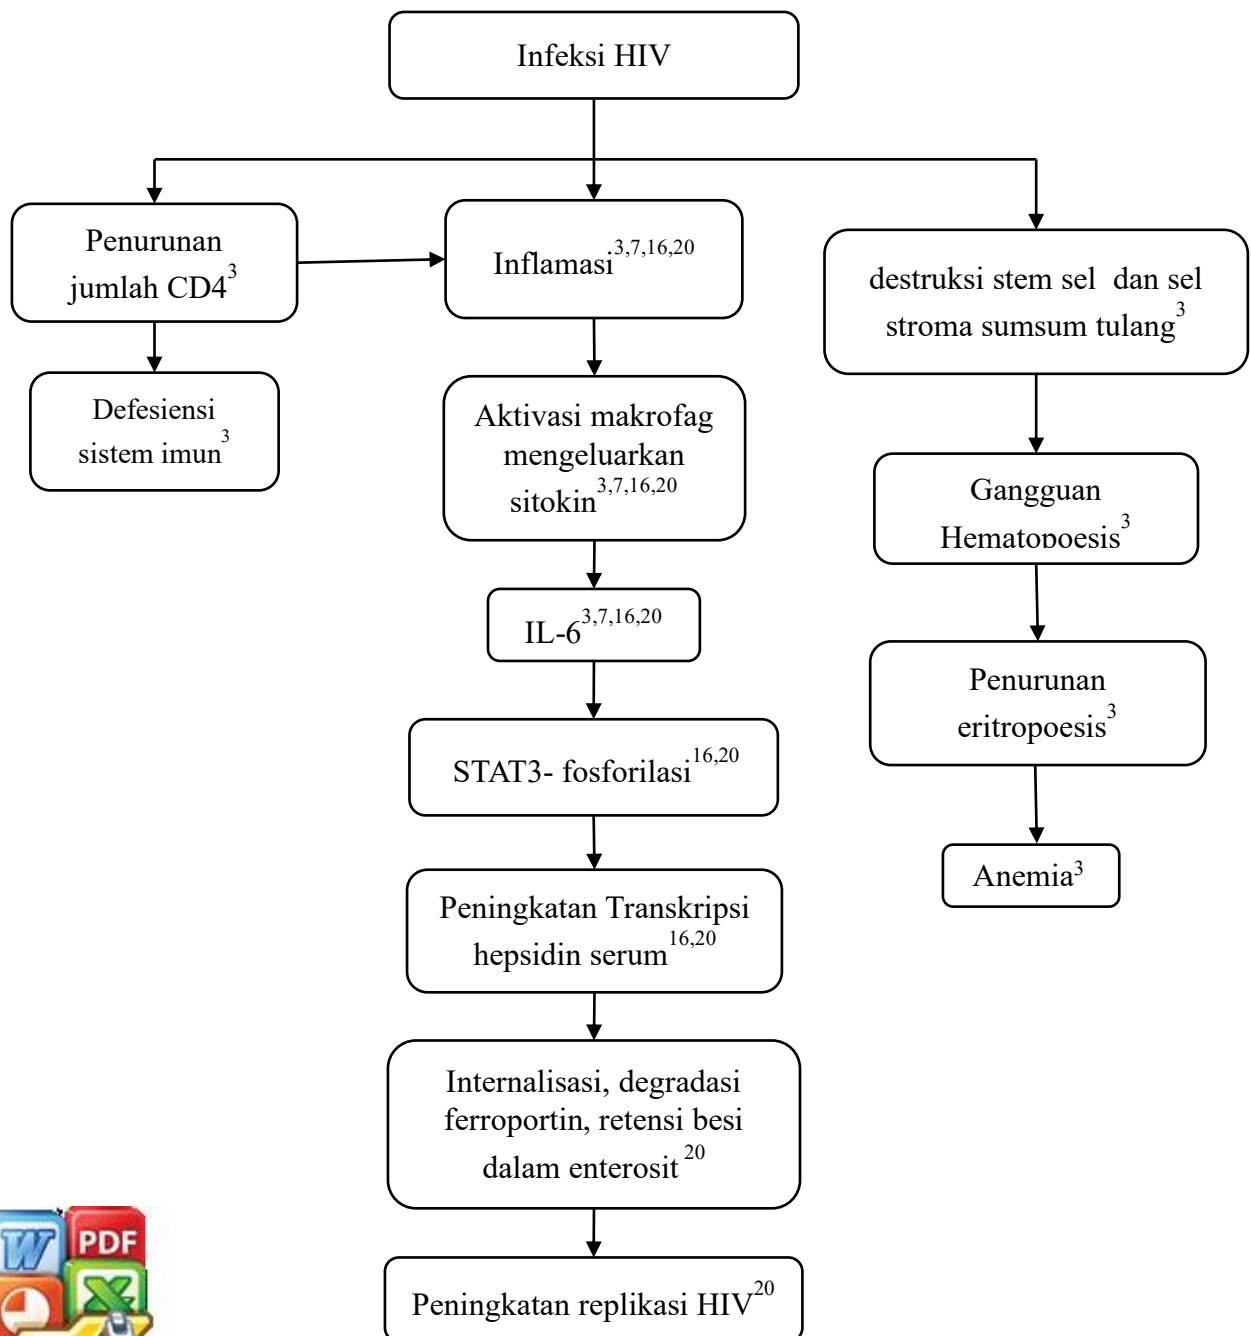 Infeksi HIV
Penurunan
jumlah CD4³
Inflamasi³,⁷,¹⁶,²⁰
destruksi stem sel dan sel
stroma sumsum tulang³
Defesiensi
sistem imun³
Aktivasi makrofag
mengeluarkan
sitokin³,⁷,¹⁶,²⁰
Gangguan
Hematopoesis³
IL-6³,⁷,¹⁶,²⁰
Penurunan
eritropoesis³
STAT3- fosforilasi¹⁶,²⁰
Anemia³
Peningkatan Transkripsi
hepsidin serum¹⁶,²⁰
Internalisasi, degradasi
ferroportin, retensi besi
dalam enterosit ²⁰
Peningkatan replikasi HIV²⁰
W
PDF
X